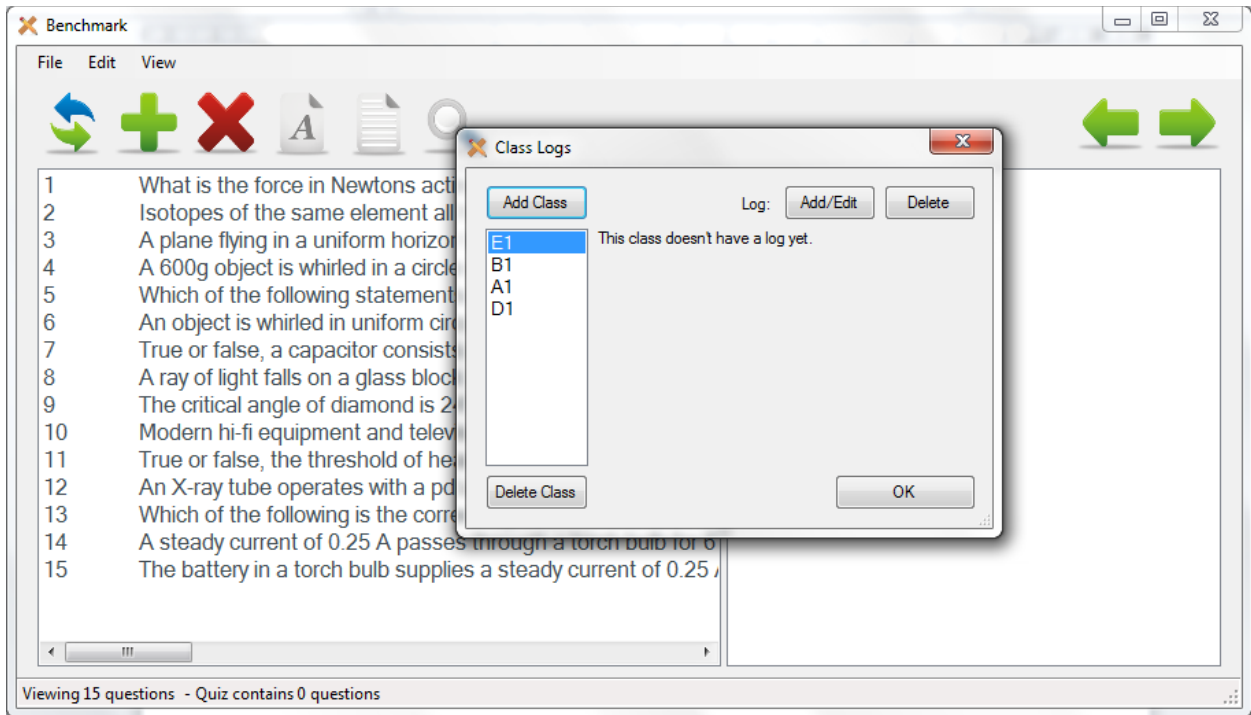 Benchmark
File Edit View
A
Class Logs
Add Class
Log: Add/Edit Delete
E1
B1
A1
D1
This class doesn't have a log yet.
Delete Class
OK
1 What is the force in Newtons acti
2 Isotopes of the same element all
3 A plane flying in a uniform horizon
4 A 600g object is whirled in a circle
5 Which of the following statement
6 An object is whirled in uniform circ
7 True or false, a capacitor consists
8 A ray of light falls on a glass block
9 The critical angle of diamond is 24
10 Modern hi-fi equipment and telev
11 True or false, the threshold of hea
12 An X-ray tube operates with a pd
13 Which of the following is the corre
14 A steady current of 0.25 A passes through a torch bulb for 6
15 The battery in a torch bulb supplies a steady current of 0.25
Viewing 15 questions - Quiz contains 0 questions